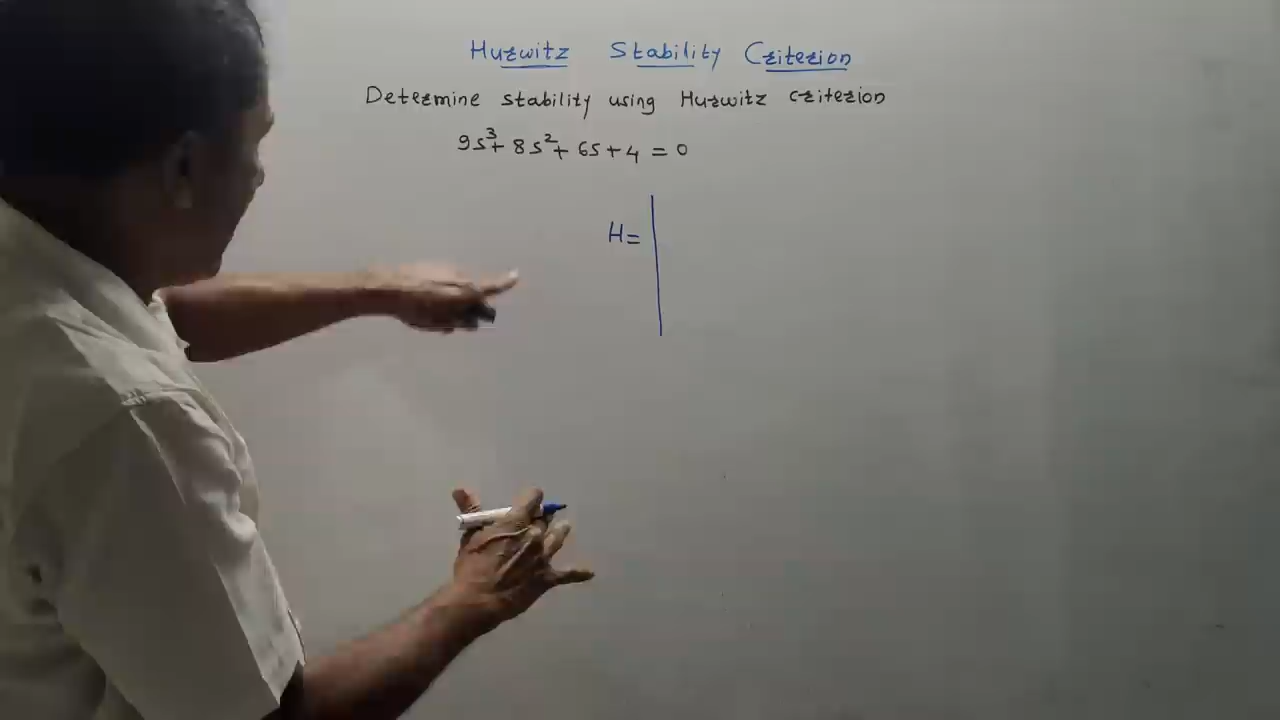 Hurwitz Stability Criterion
Determine stability using Hurwitz criterion
9s³+ 8s²+ 6s+4 = 0
H=